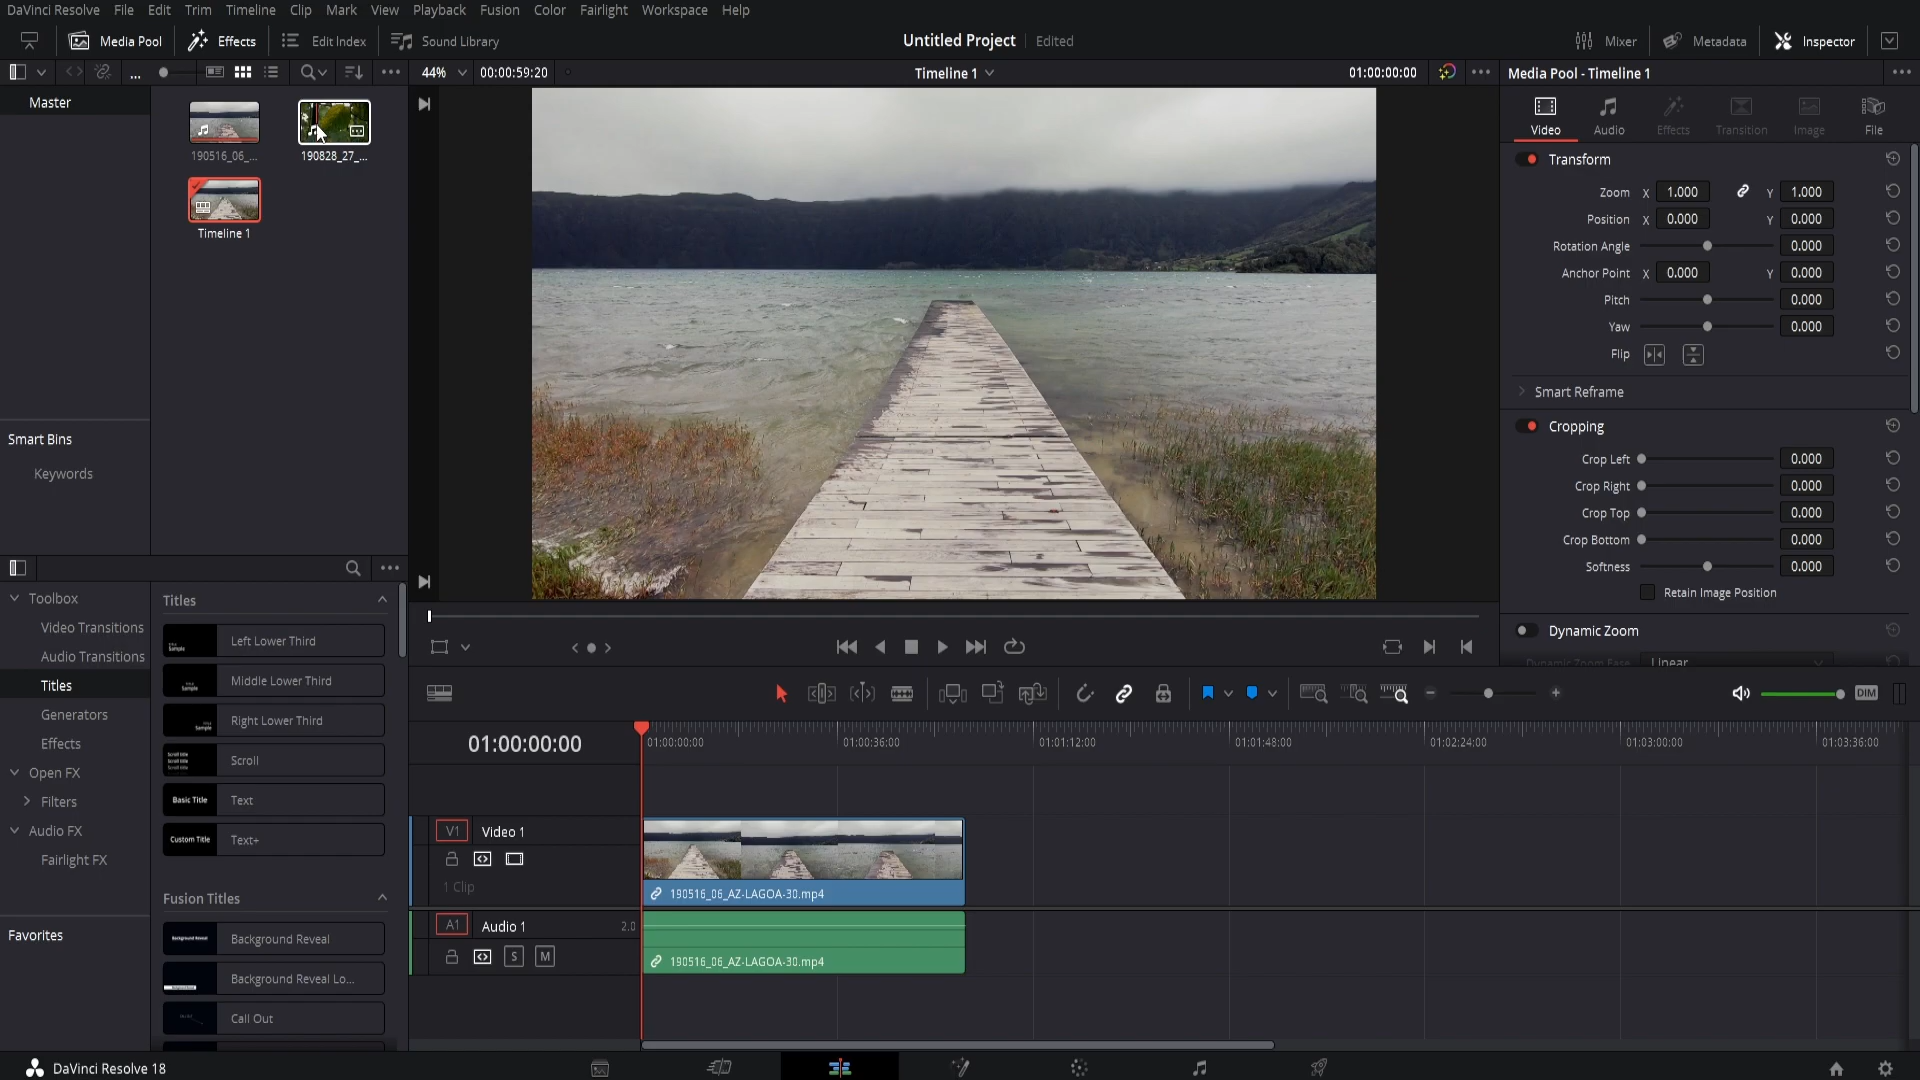 DaVinci Resolve File Edit Trim Timeline Clip Mark View Playback Fusion Color Fairlight Workspace Help
Media Pool Effects Edit Index Sound Library Untitled Project Edited Mixer Metadata Inspector
... 44% 00:00:59:20 Timeline 1 01:00:00:00 Media Pool - Timeline 1
Master
190516_06_... 190828_27_...
Timeline 1
Smart Bins
Keywords
Video Audio Effects Transition Image File
Transform
Zoom X 1.000 Y 1.000
Position X 0.000 Y 0.000
Rotation Angle 0.000
Anchor Point X 0.000 Y 0.000
Pitch 0.000
Yaw 0.000
Flip
Smart Reframe
Cropping
Crop Left 0.000
Crop Right 0.000
Crop Top 0.000
Crop Bottom 0.000
Softness 0.000
Retain Image Position
Dynamic Zoom
Dynamic Zoom Ease Linear
Toolbox
Video Transitions
Audio Transitions
Titles
Generators
Effects
Open FX
Filters
Audio FX
Fairlight FX
Favorites
Titles
Left Lower Third
Middle Lower Third
Right Lower Third
Scroll
Basic Title Text
Custom Title Text+
Fusion Titles
Background Reveal Background Reveal
Background Reveal Lo...
Call Out
DIM
01:00:00:00 01:00:00:00 01:00:36:00 01:01:12:00 01:01:48:00 01:02:24:00 01:03:00:00 01:03:36:00
V1 Video 1
1 Clip
190516_06_AZ-LAGOA-30.mp4
A1 Audio 1 2.0
S M
190516_06_AZ-LAGOA-30.mp4
DaVinci Resolve 18